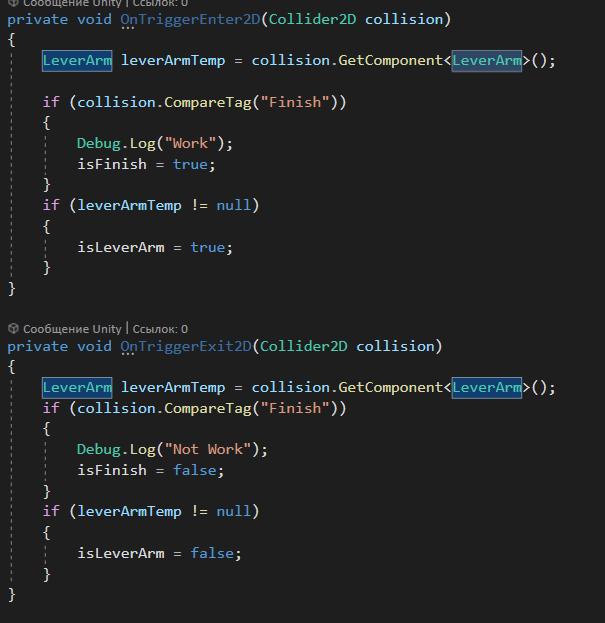 Сообщение Unity | Ссылок: 0
private void OnTriggerEnter2D(Collider2D collision)
{
LeverArm leverArmTemp = collision.GetComponent<LeverArm>();
if (collision.CompareTag("Finish"))
{
Debug.Log("Work");
isFinish = true;
}
if (leverArmTemp != null)
{
isLeverArm = true;
}
}
Сообщение Unity | Ссылок: 0
private void OnTriggerExit2D(Collider2D collision)
{
LeverArm leverArmTemp = collision.GetComponent<LeverArm>();
if (collision.CompareTag("Finish"))
{
Debug.Log("Not Work");
isFinish = false;
}
if (leverArmTemp != null)
{
isLeverArm = false;
}
}